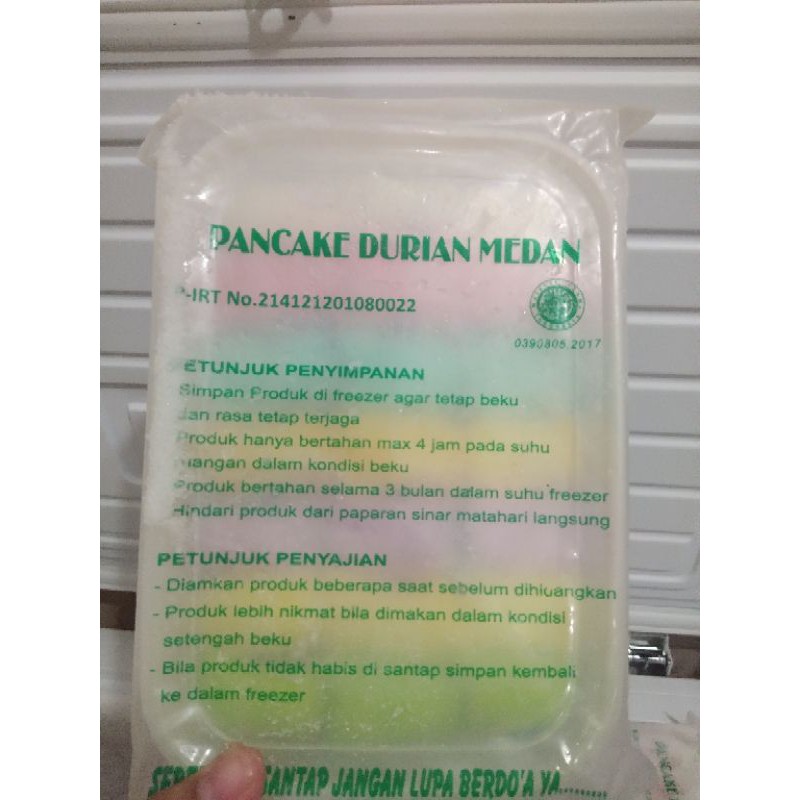 PANCAKE DURIAN MEDAN
P-IRT No.214121201080022
0390805.2017
PETUNJUK PENYIMPANAN
Simpan Produk di freezer agar tetap beku
dan rasa tetap terjaga
Produk hanya bertahan max 4 jam pada suhu
ruangan dalam kondisi beku
Produk bertahan selama 3 bulan dalam suhu freezer
Hindari produk dari paparan sinar matahari langsung
PETUNJUK PENYAJIAN
- Diamkan produk beberapa saat sebelum dihiuangkan
- Produk lebih nikmat bila dimakan dalam kondisi
setengah beku
- Bila produk tidak habis di santap simpan kembali
ke dalam freezer
SANTAP JANGAN LUPA BERDO'A YA.........